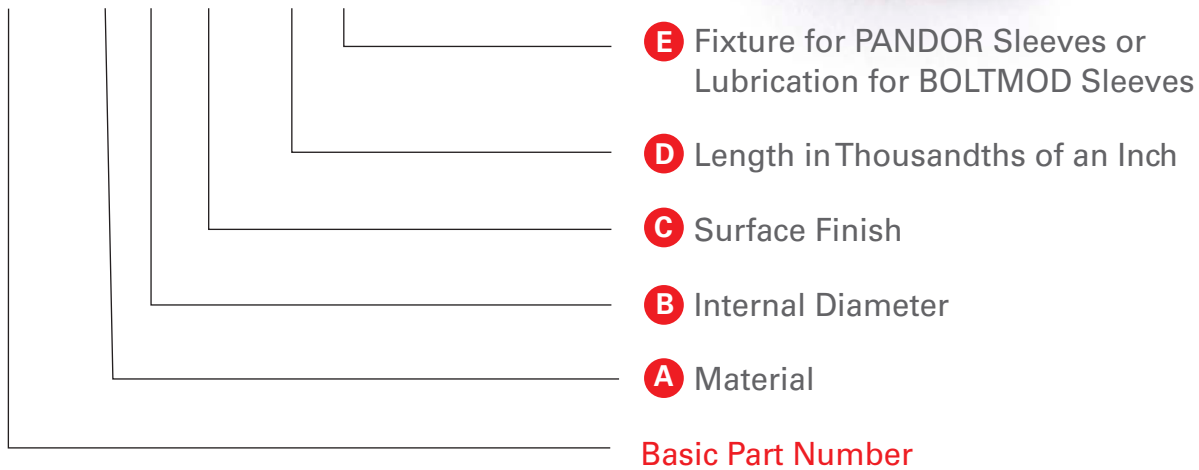 E Fixture for PANDOR Sleeves or
Lubrication for BOLTMOD Sleeves
D Length in Thousandths of an Inch
C Surface Finish
B Internal Diameter
A Material
Basic Part Number